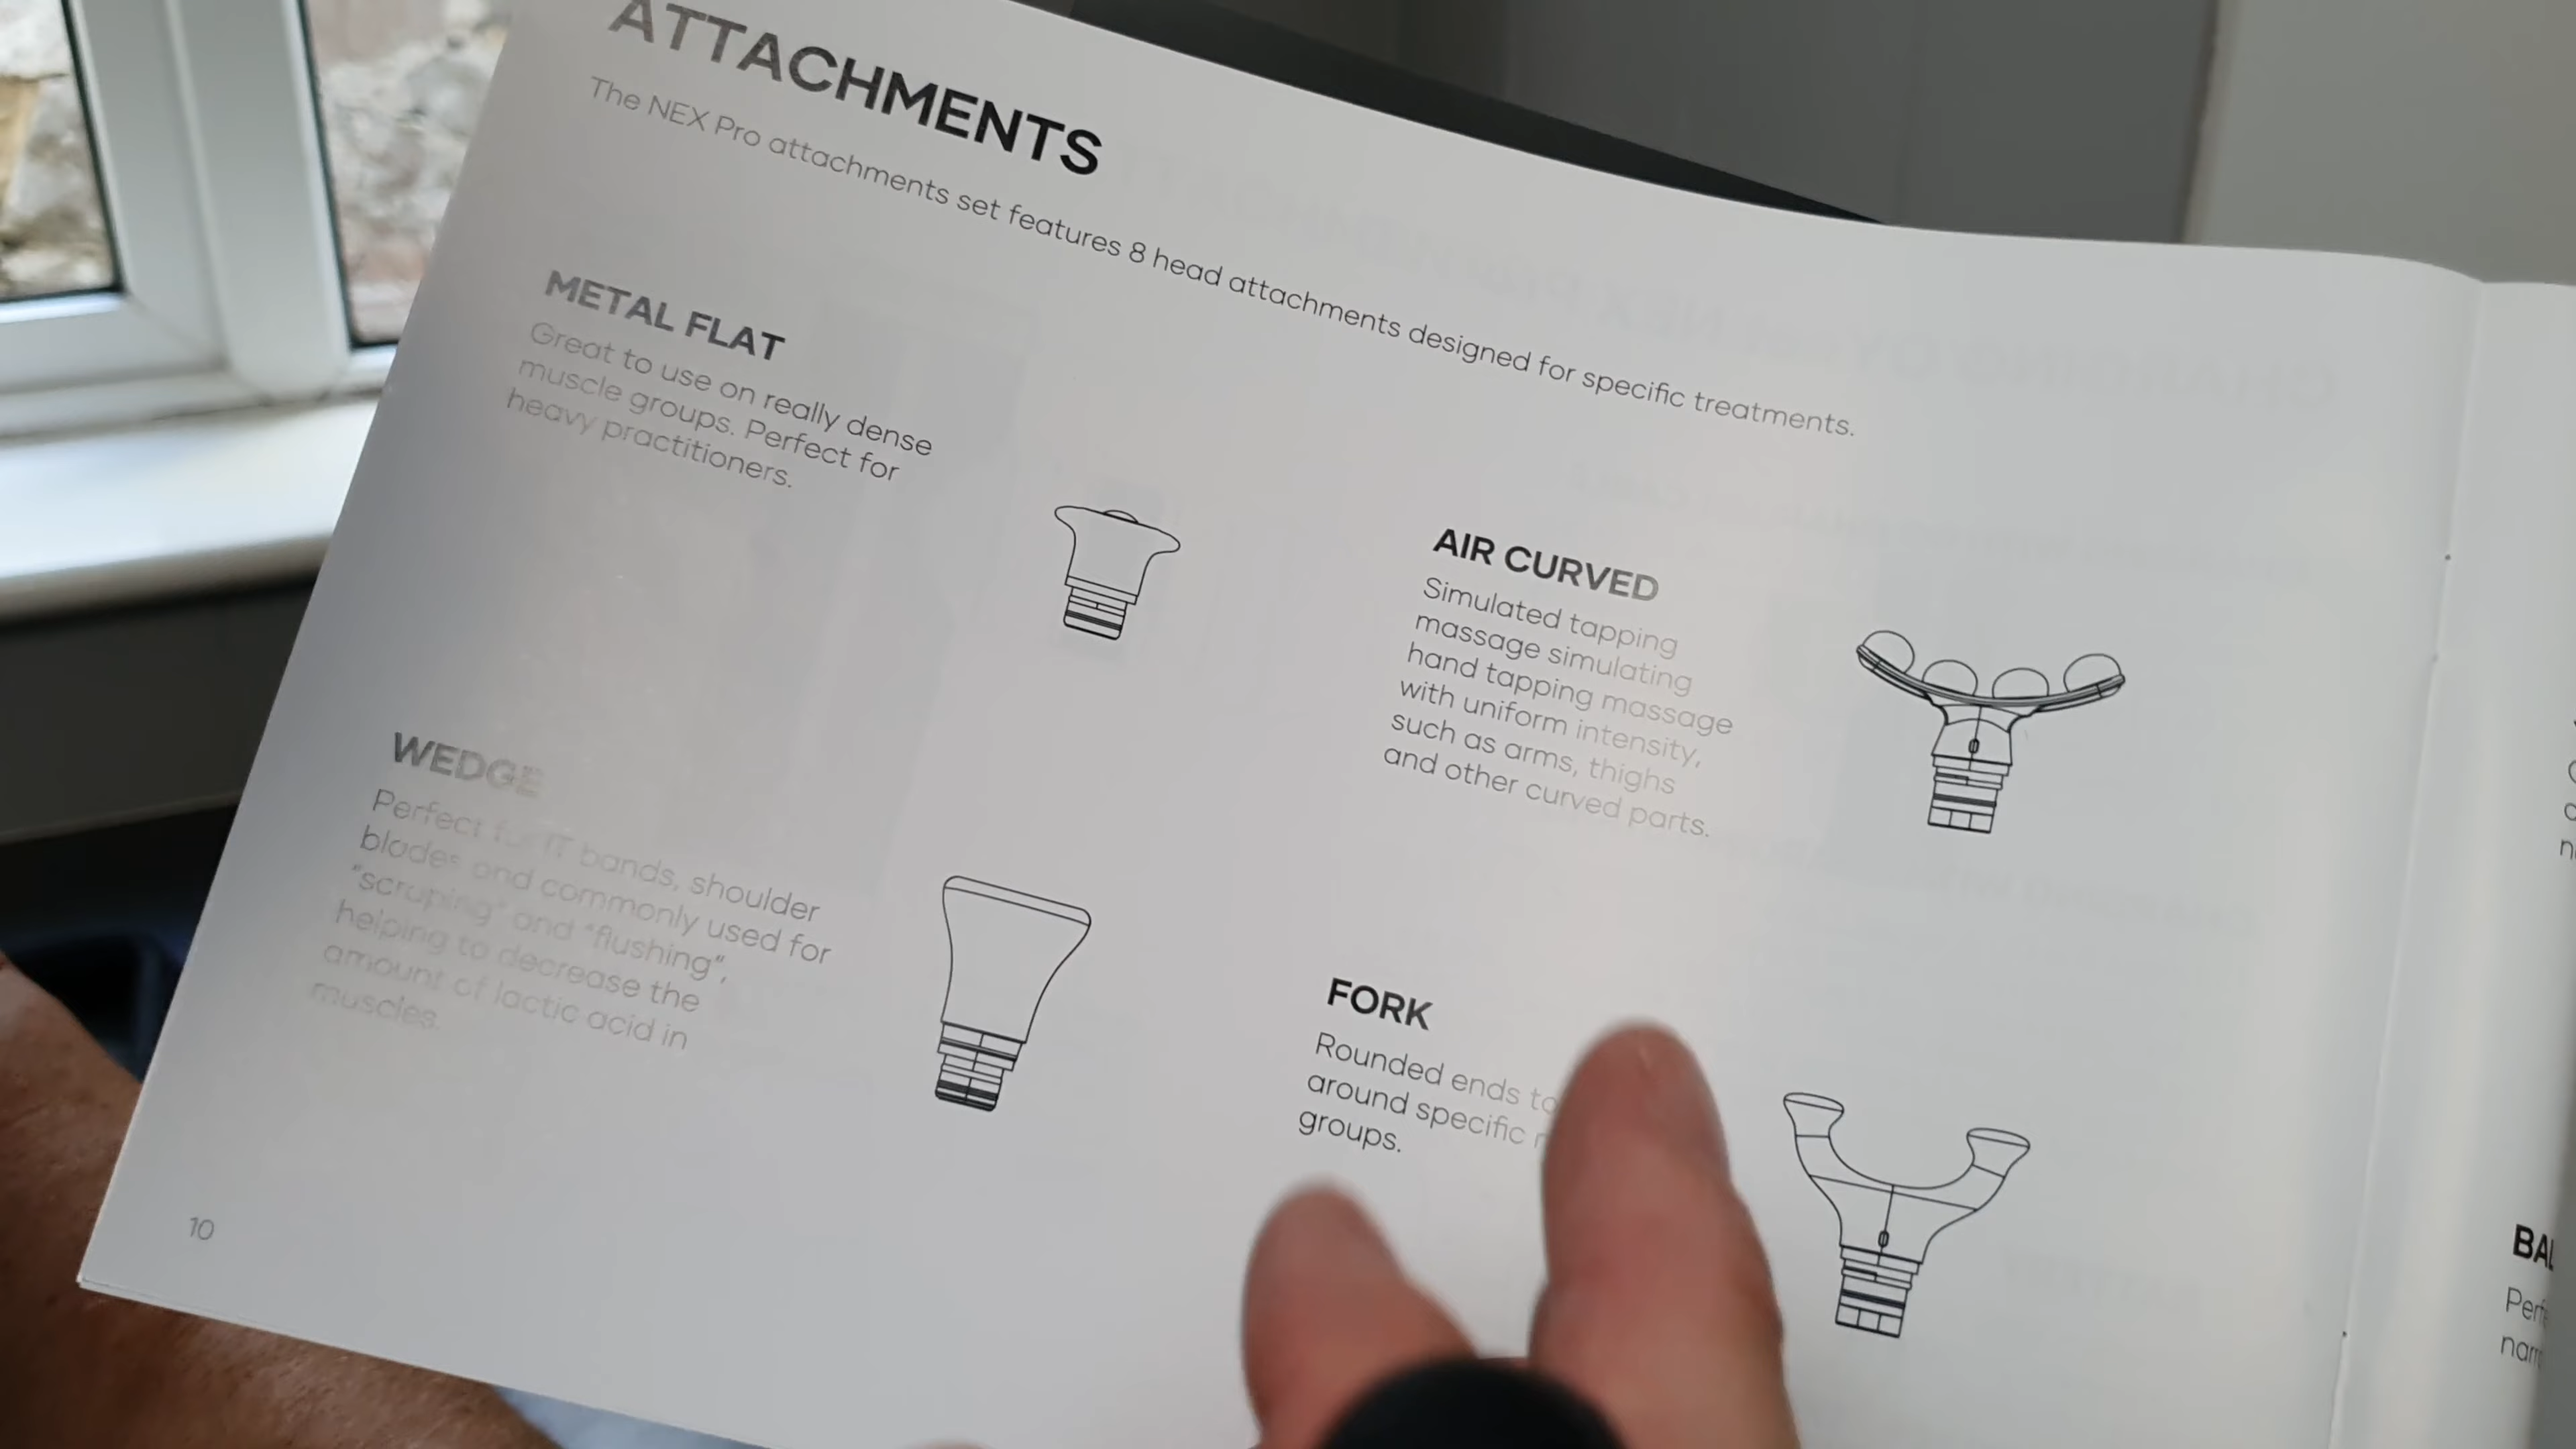 ATTACHMENTS
The NEX Pro attachments set features 8 head attachments designed for specific treatments.
METAL FLAT
Great to use on really dense
muscle groups. Perfect for
heavy practitioners.
WEDGE
Perfect for IT bands, shoulder
blades and commonly used for
"scraping" and "flushing",
helping to decrease the
amount of lactic acid in
muscles.
AIR CURVED
Simulated tapping
massage simulating
hand tapping massage
with uniform intensity,
such as arms, thighs
and other curved parts.
FORK
Rounded ends to
around specific
groups.
10